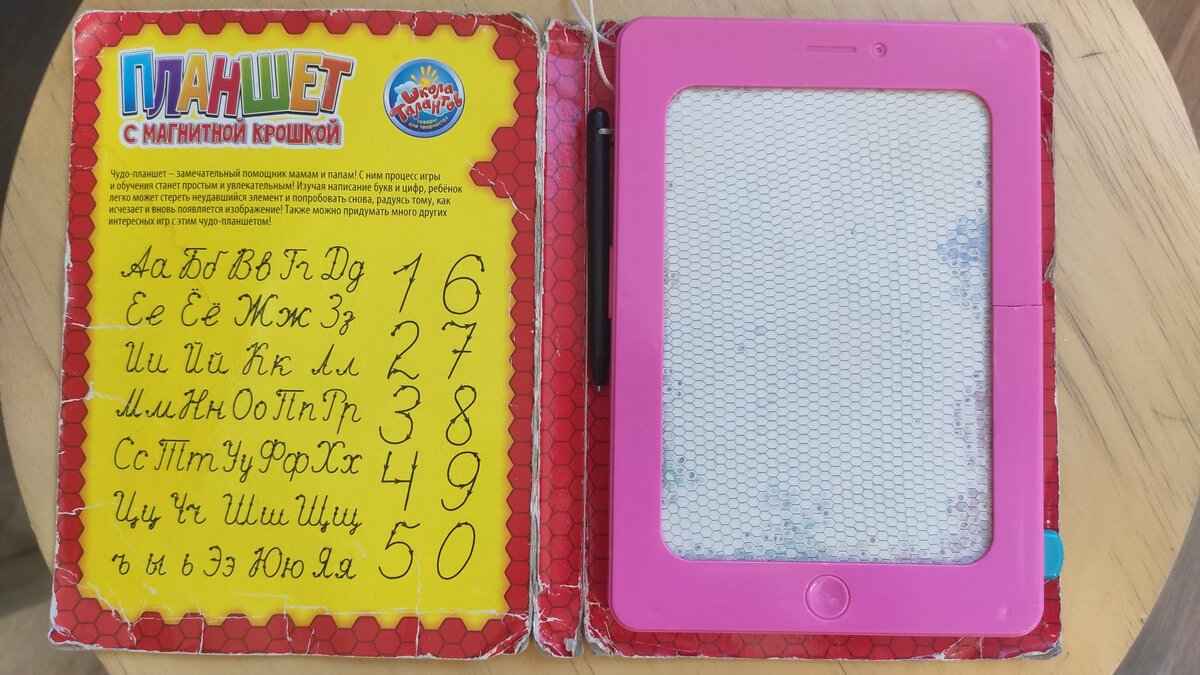 ПЛАНШЕТ
С МАГНИТНОЙ КРОШКОЙ
Школа
Талантов
товары
для творчества
Чудо-планшет – замечательный помощник мамам и папам! С ним процесс игры
и обучения станет простым и увлекательным! Изучая написание букв и цифр, ребёнок
легко может стереть неудавшийся элемент и попробовать снова, радуясь тому, как
исчезает и вновь появляется изображение! Также можно придумать много других
интересных игр с этим чудо-планшетом!
Аа Бб Вв Гг Дд
Ее Ёё Жж Зз
Ии Йй Кк Лл
Мм Нн Оо Пп Рр
Сс Тт Уу Фф Хх
Цц Чч Шш Щщ
ъ ы ь Ээ Юю Яя
1 6
2 7
3 8
4 9
5 0